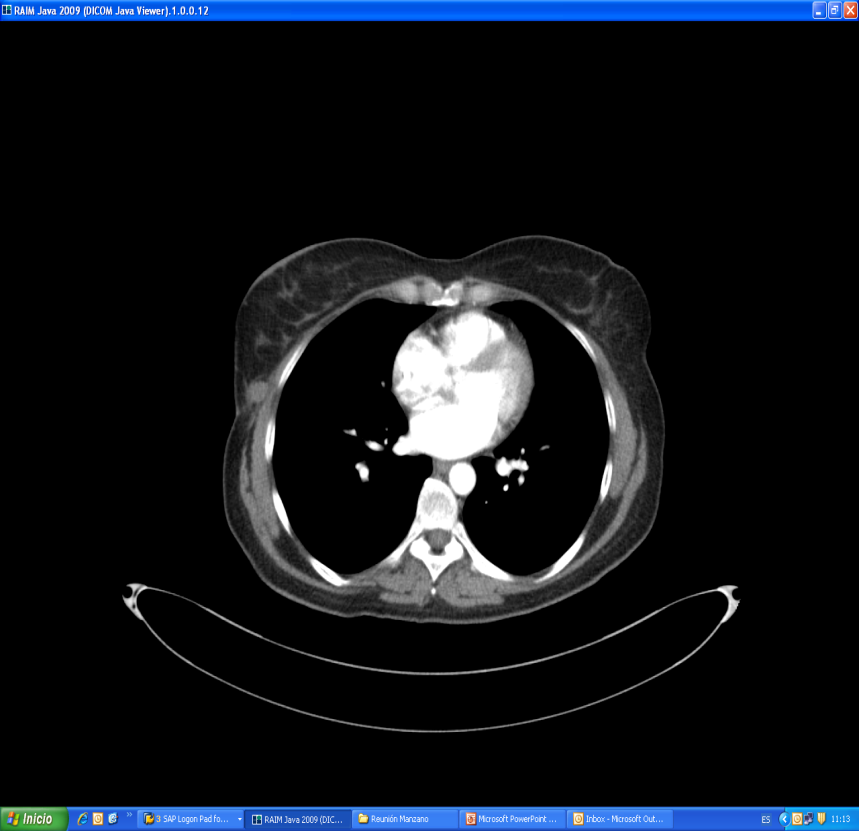 RAIM Java 2009 (DICOM Java Viewer).1.0.0.12
Inicio
3 SAP Logon Pad fo...
RAIM Java 2009 (DIC...
Reunión Manzano
Microsoft PowerPoint ...
Inbox - Microsoft Out...
ES
11:13